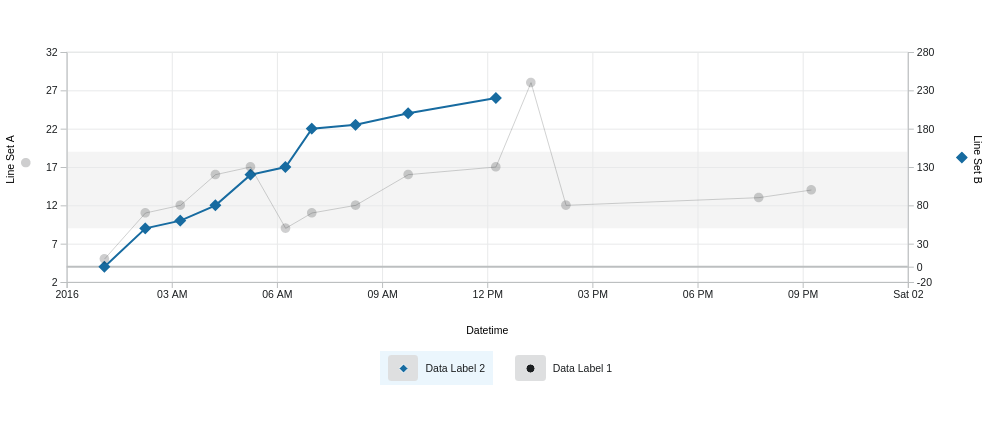 32
27
22
17
12
7
2
Line Set A
280
230
180
130
80
30
0
-20
Line Set B
2016
03 AM
06 AM
09 AM
12 PM
03 PM
06 PM
09 PM
Sat 02
Datetime
Data Label 2
Data Label 1